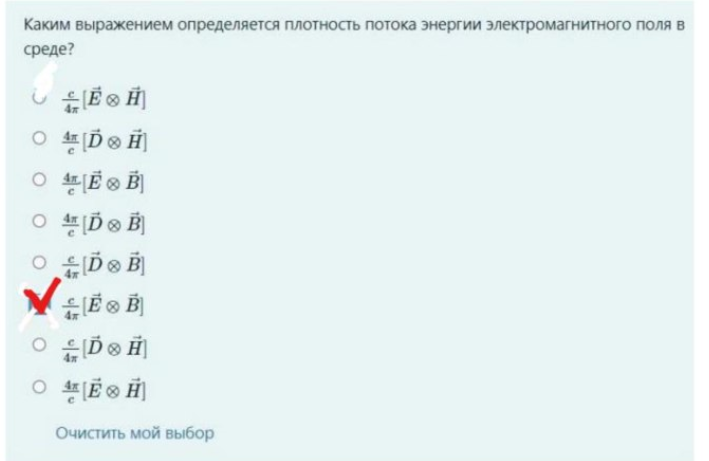 Каким выражением определяется плотность потока энергии электромагнитного поля в
среде?
$\frac{c}{4\pi}[\vec{E} \otimes \vec{H}]$
$\frac{4\pi}{c}[\vec{D} \otimes \vec{H}]$
$\frac{4\pi}{c}[\vec{E} \otimes \vec{B}]$
$\frac{4\pi}{c}[\vec{D} \otimes \vec{B}]$
$\frac{c}{4\pi}[\vec{D} \otimes \vec{B}]$
$\frac{c}{4\pi}[\vec{E} \otimes \vec{B}]$
$\frac{c}{4\pi}[\vec{D} \otimes \vec{H}]$
$\frac{4\pi}{c}[\vec{E} \otimes \vec{H}]$
Очистить мой выбор